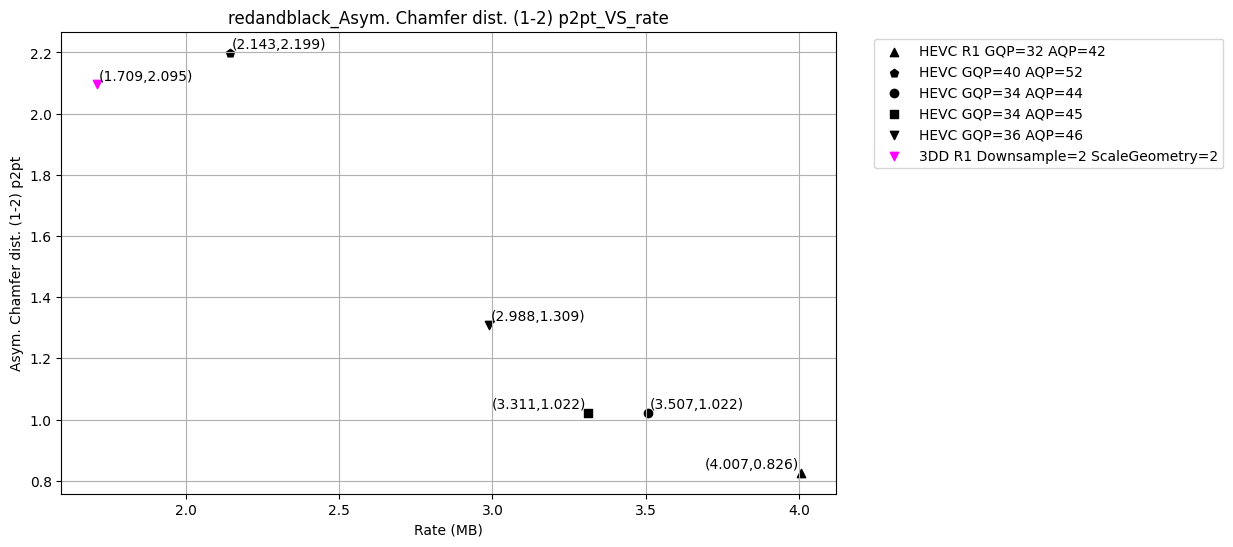 redandblack_Asym. Chamfer dist. (1-2) p2pt_VS_rate
Asym. Chamfer dist. (1-2) p2pt
2.2
2.0
1.8
1.6
1.4
1.2
1.0
0.8
(2.143,2.199)
(1.709,2.095)
(2.988,1.309)
(3.311,1.022)
(3.507,1.022)
(4.007,0.826)
2.0
2.5
3.0
3.5
4.0
Rate (MB)
HEVC R1 GQP=32 AQP=42
HEVC GQP=40 AQP=52
HEVC GQP=34 AQP=44
HEVC GQP=34 AQP=45
HEVC GQP=36 AQP=46
3DD R1 Downsample=2 ScaleGeometry=2